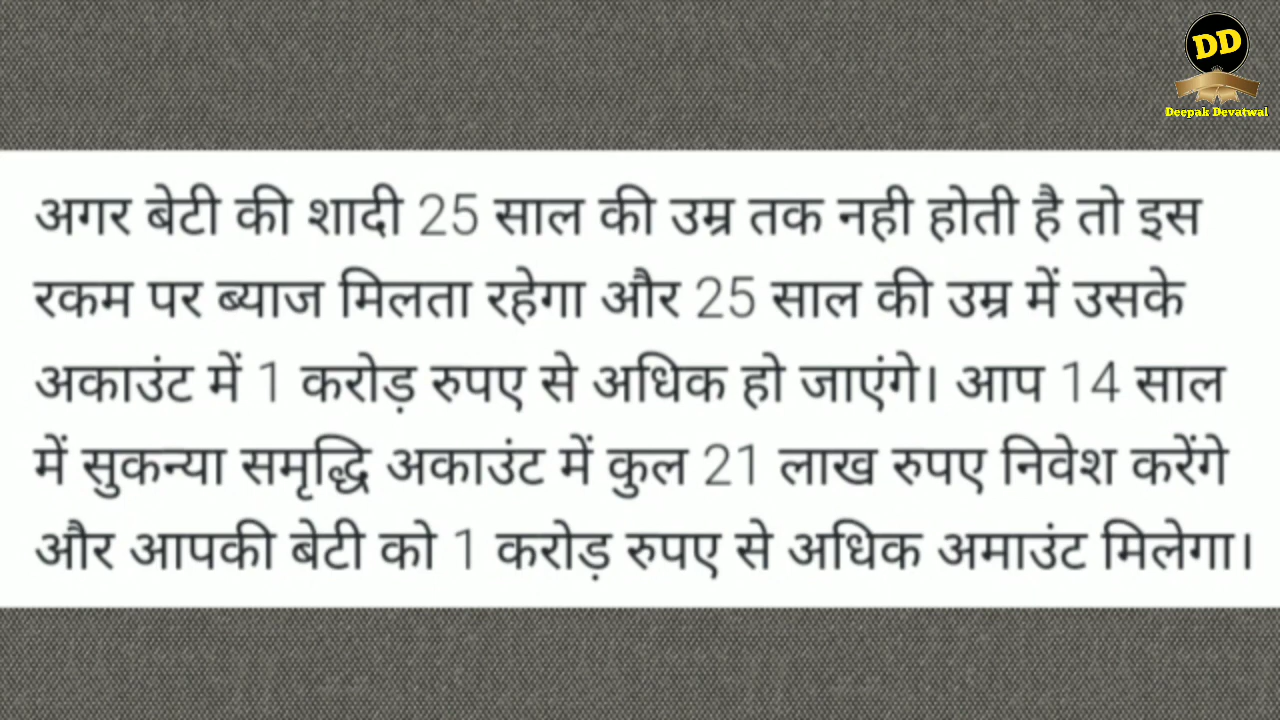 DD
Deepak Devatwal
अगर बेटी की शादी 25 साल की उम्र तक नही होती है तो इस
रकम पर ब्याज मिलता रहेगा और 25 साल की उम्र में उसके
अकाउंट में 1 करोड़ रुपए से अधिक हो जाएंगे। आप 14 साल
में सुकन्या समृद्धि अकाउंट में कुल 21 लाख रुपए निवेश करेंगे
और आपकी बेटी को 1 करोड़ रुपए से अधिक अमाउंट मिलेगा।